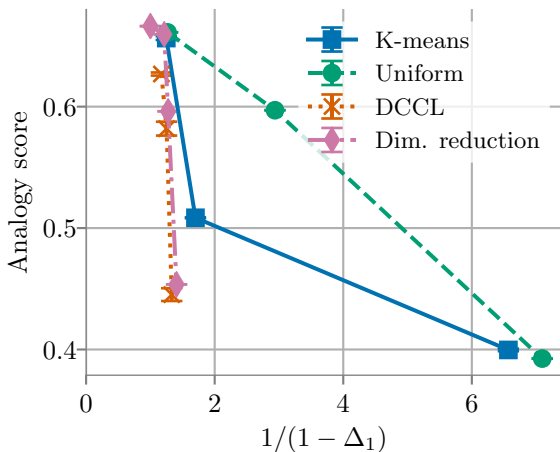 K-means
Uniform
DCCL
Dim. reduction
Analogy score
0.6
0.5
0.4
0 2 4 6
1/(1 − Δ₁)